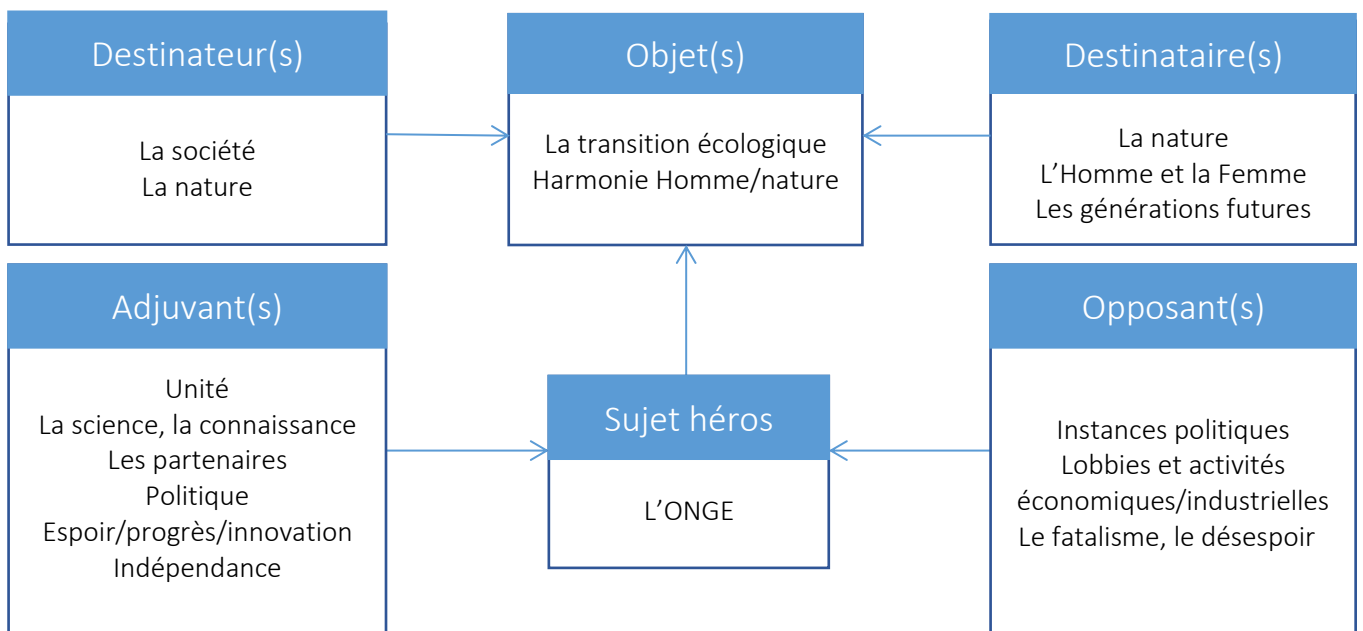 Destinateur(s)
La société
La nature
Objet(s)
La transition écologique
Harmonie Homme/nature
Destinataire(s)
La nature
L’Homme et la Femme
Les générations futures
Adjuvant(s)
Unité
La science, la connaissance
Les partenaires
Politique
Espoir/progrès/innovation
Indépendance
Sujet héros
L’ONGE
Opposant(s)
Instances politiques
Lobbies et activités
économiques/industrielles
Le fatalisme, le désespoir